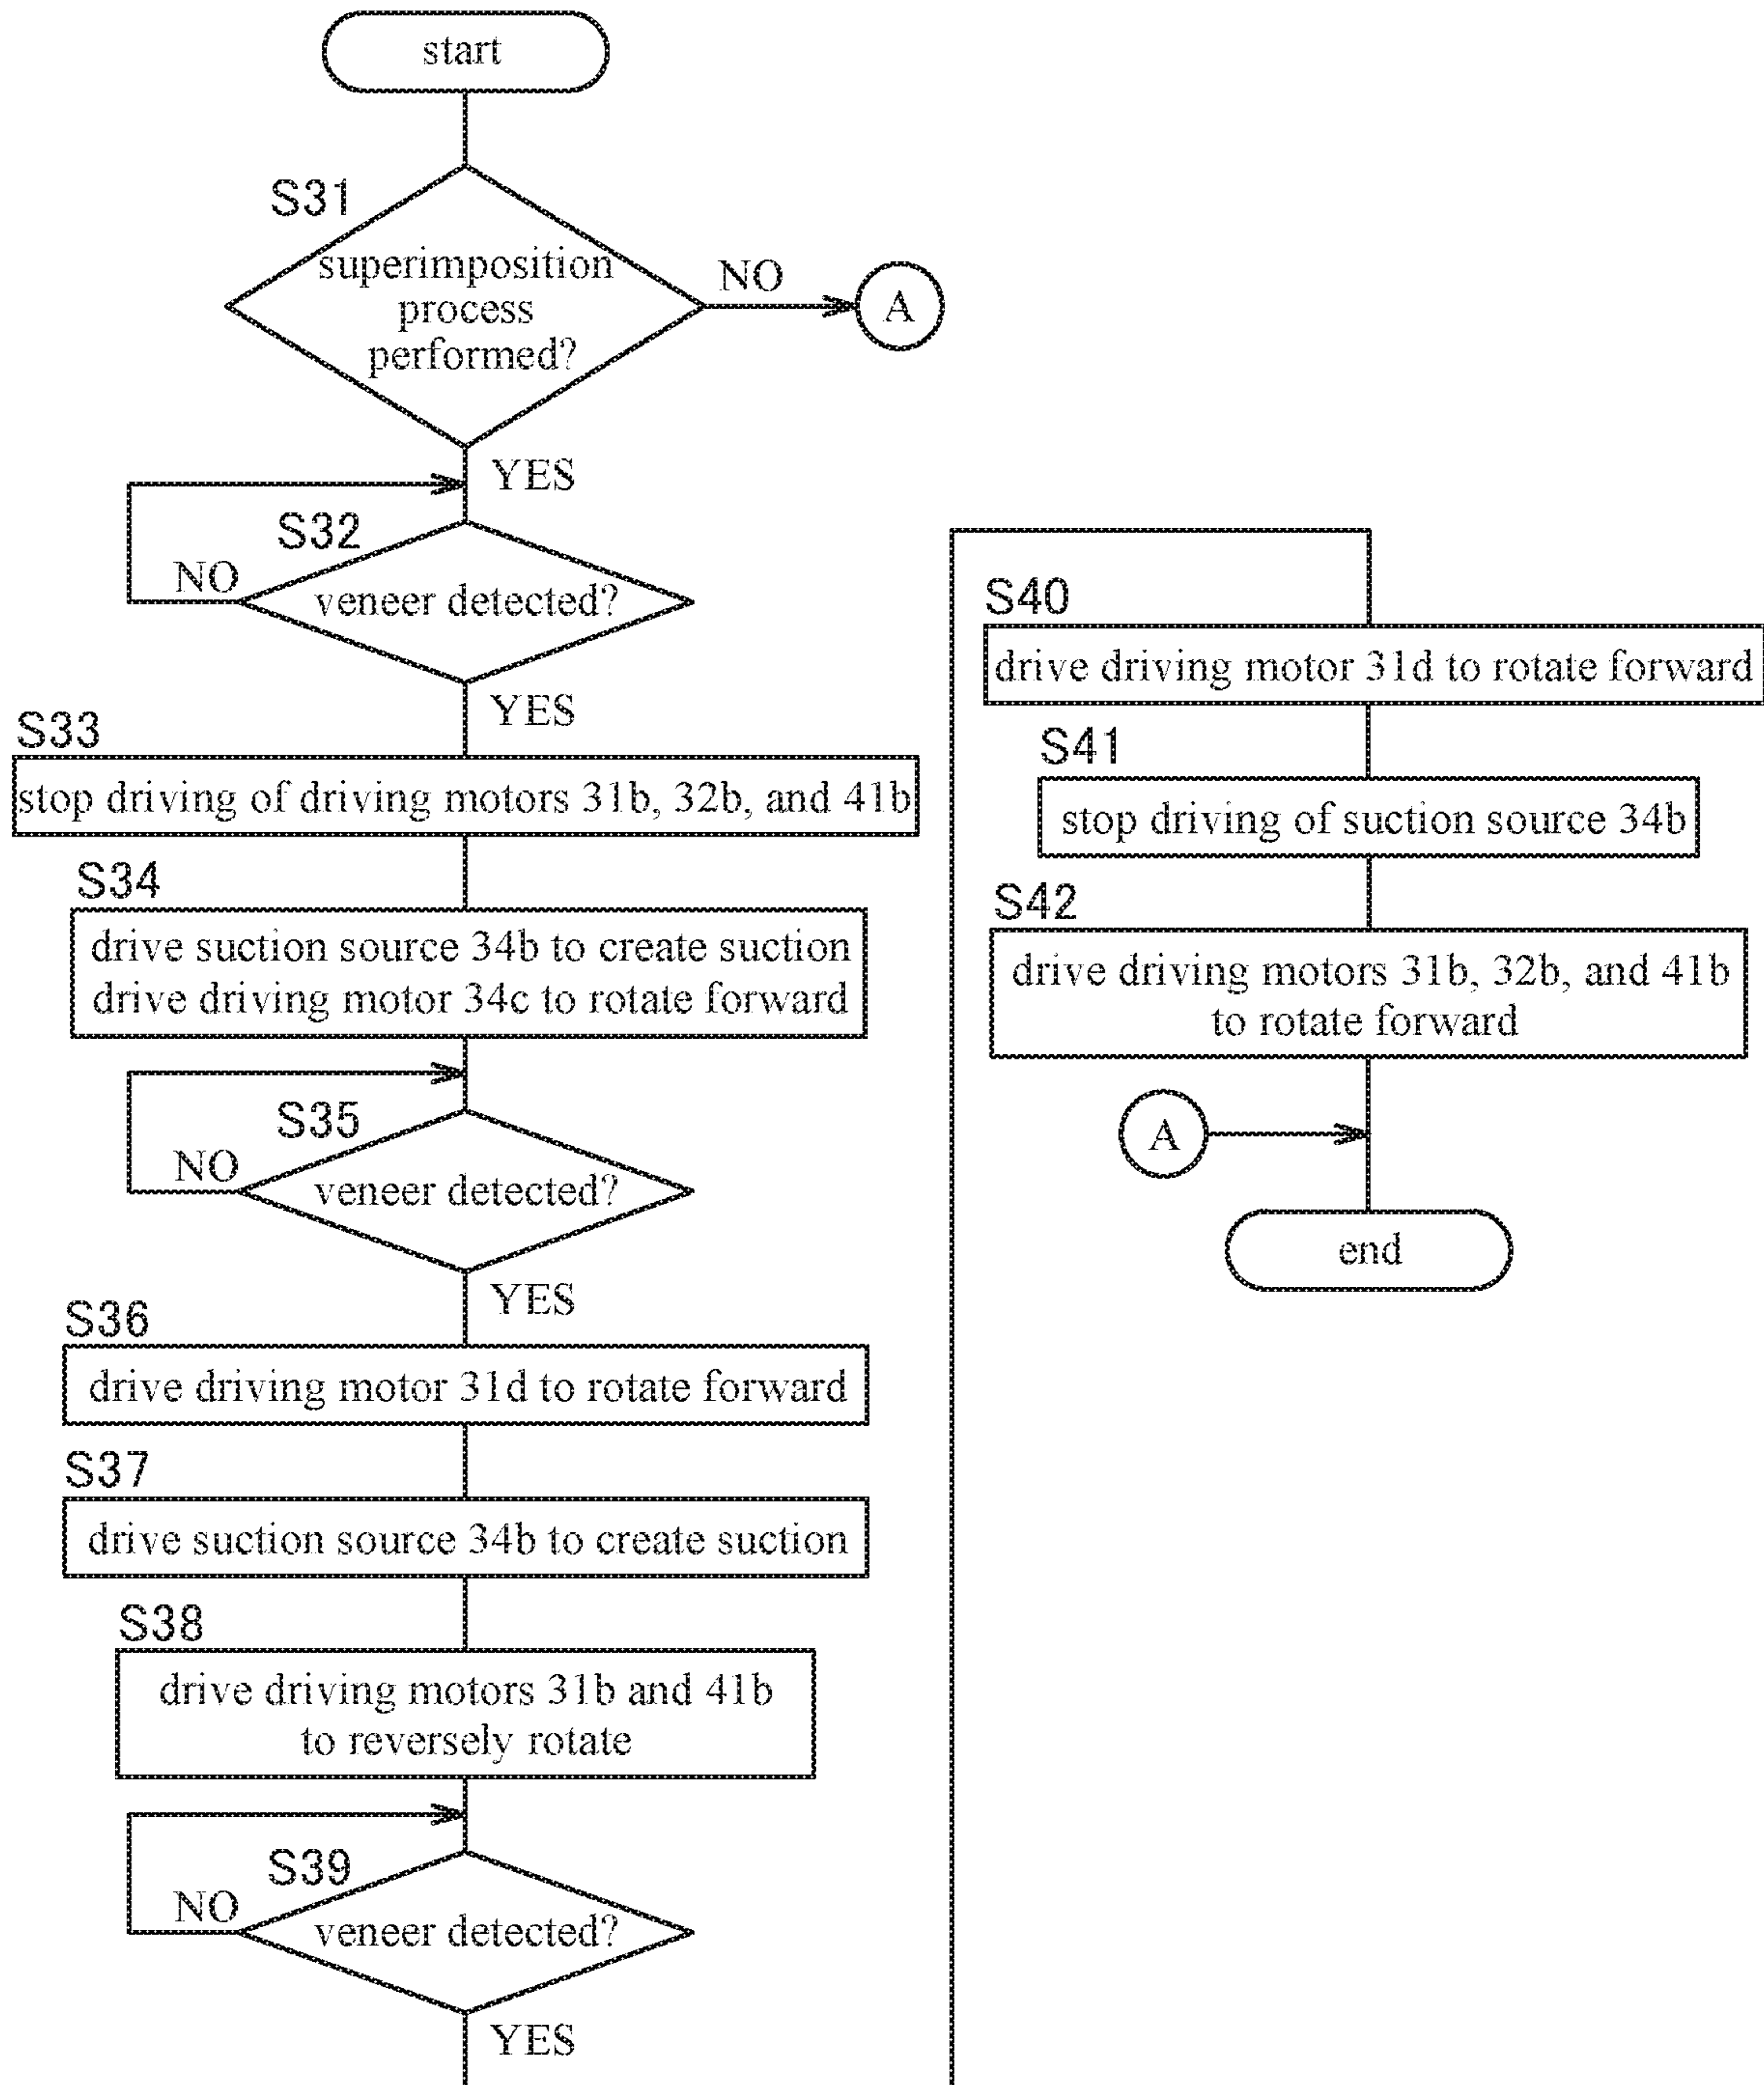 start
S31
superimposition
process
performed?
NO
A
YES
S32
NO
veneer detected?
YES
S33
stop driving of driving motors 31b, 32b, and 41b
S34
drive suction source 34b to create suction
drive driving motor 34c to rotate forward
S35
NO
veneer detected?
YES
S36
drive driving motor 31d to rotate forward
S37
drive suction source 34b to create suction
S38
drive driving motors 31b and 41b
to reversely rotate
S39
NO
veneer detected?
YES
S40
drive driving motor 31d to rotate forward
S41
stop driving of suction source 34b
S42
drive driving motors 31b, 32b, and 41b
to rotate forward
A
end